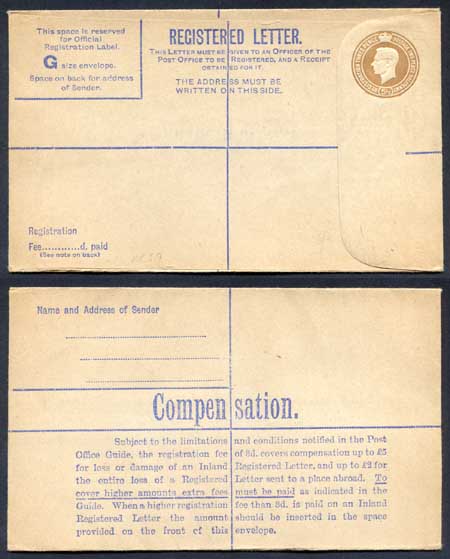 This space is reserved
for Official
Registration Label.
G size envelope.
Space on back for address
of Sender.
REGISTERED LETTER.
THIS LETTER MUST BE GIVEN TO AN OFFICER OF THE
POST OFFICE TO BE REGISTERED, AND A RECEIPT
OBTAINED FOR IT.
THE ADDRESS MUST BE
WRITTEN ON THIS SIDE.
Registration
Fee............d. paid
(See note on back)
Name and Address of Sender
Compensation.
Subject to the limitations and conditions notified in the Post
Office Guide, the registration fee of 3d. covers compensation up to £5
for loss or damage of an Inland Registered Letter, and up to £2 for
the entire loss of a Registered Letter sent to a place abroad. To
cover higher amounts extra fees must be paid as indicated in the
Guide. When a higher registration fee than 3d. is paid on an Inland
Registered Letter the amount should be inserted in the space
provided on the front of this envelope.